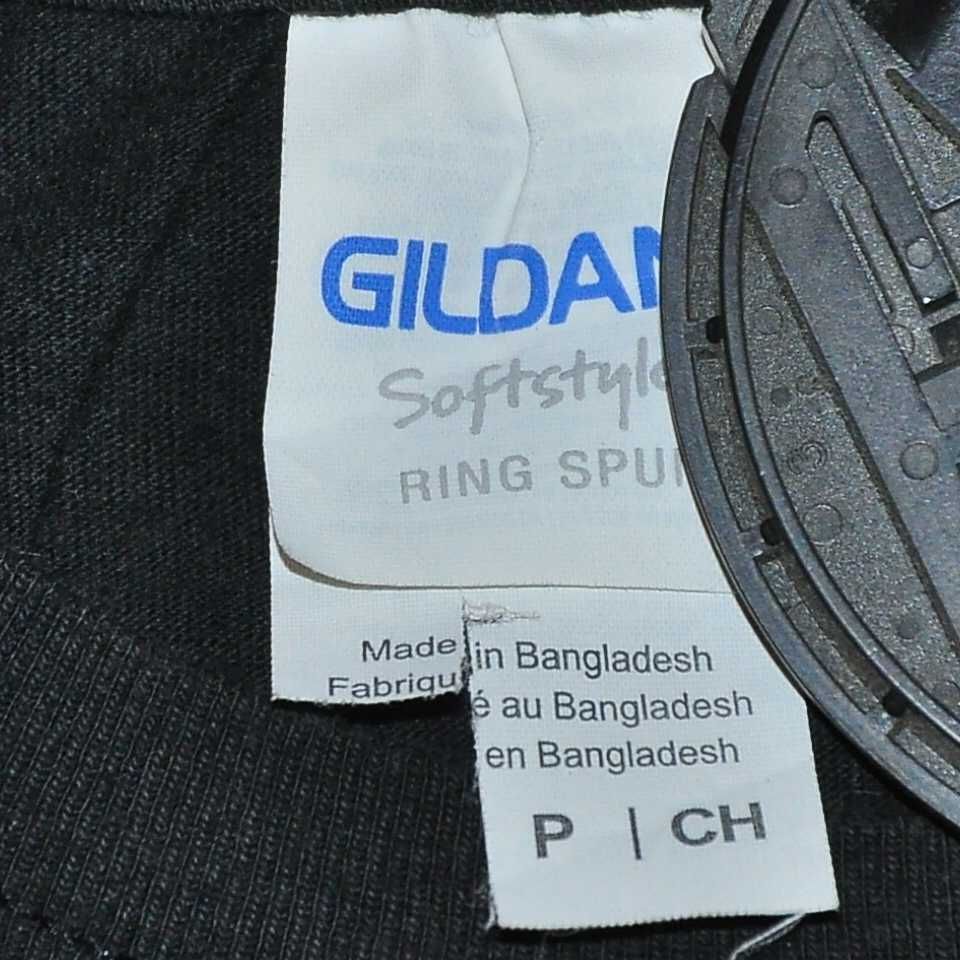 GILDAN
Softstyle
RING SPUN
Made in Bangladesh
Fabriqué au Bangladesh
en Bangladesh
P | CH